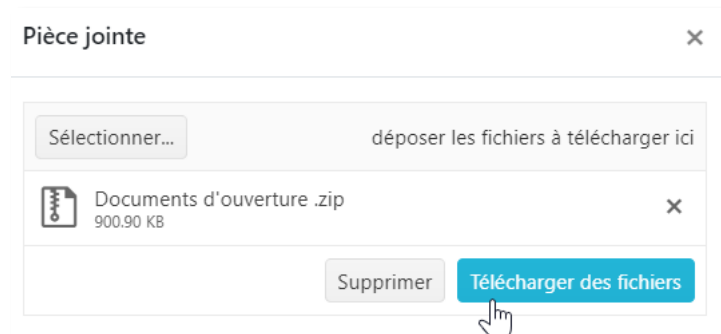 Pièce jointe
Sélectionner... déposer les fichiers à télécharger ici
Documents d'ouverture .zip
900.90 KB
Supprimer Télécharger des fichiers